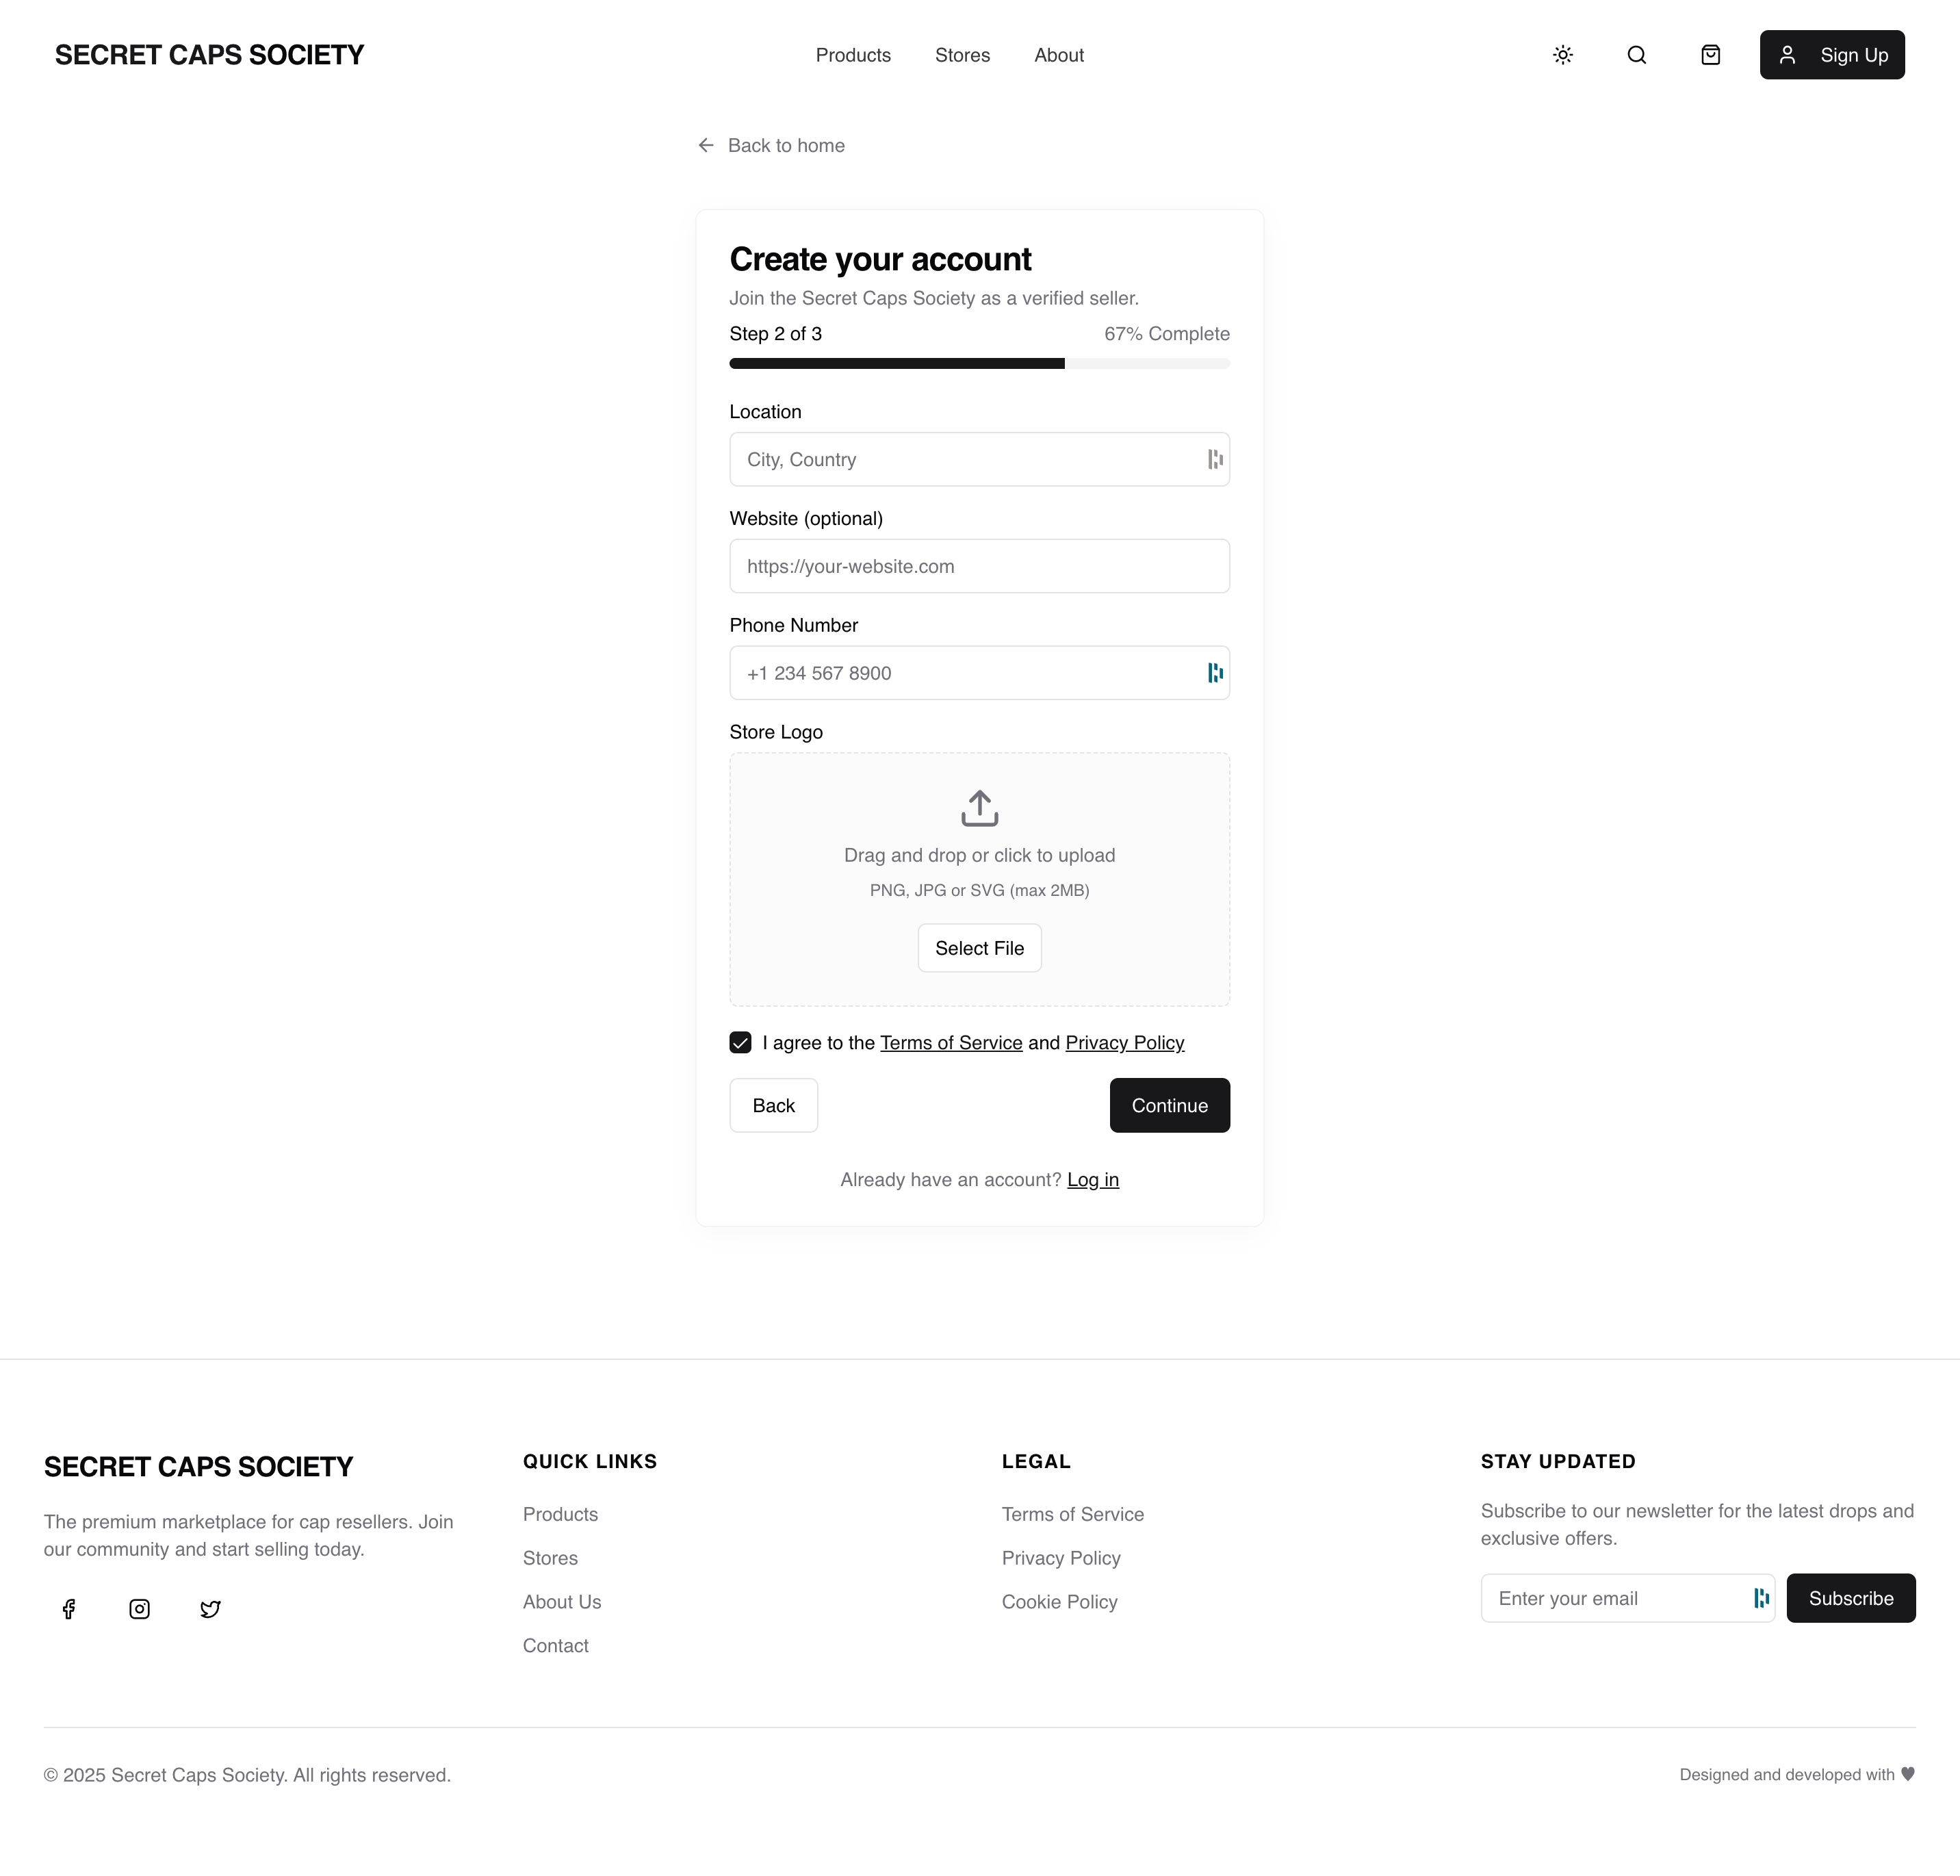 SECRET CAPS SOCIETY
Products
Stores
About
Sign Up
Back to home
Create your account
Join the Secret Caps Society as a verified seller.
Step 2 of 3
67% Complete
Location
City, Country
Website (optional)
https://your-website.com
Phone Number
+1 234 567 8900
Store Logo
Drag and drop or click to upload
PNG, JPG or SVG (max 2MB)
Select File
I agree to the Terms of Service and Privacy Policy
Back
Continue
Already have an account? Log in
SECRET CAPS SOCIETY
The premium marketplace for cap resellers. Join
our community and start selling today.
QUICK LINKS
Products
Stores
About Us
Contact
LEGAL
Terms of Service
Privacy Policy
Cookie Policy
STAY UPDATED
Subscribe to our newsletter for the latest drops and
exclusive offers.
Enter your email
Subscribe
© 2025 Secret Caps Society. All rights reserved.
Designed and developed with ♥